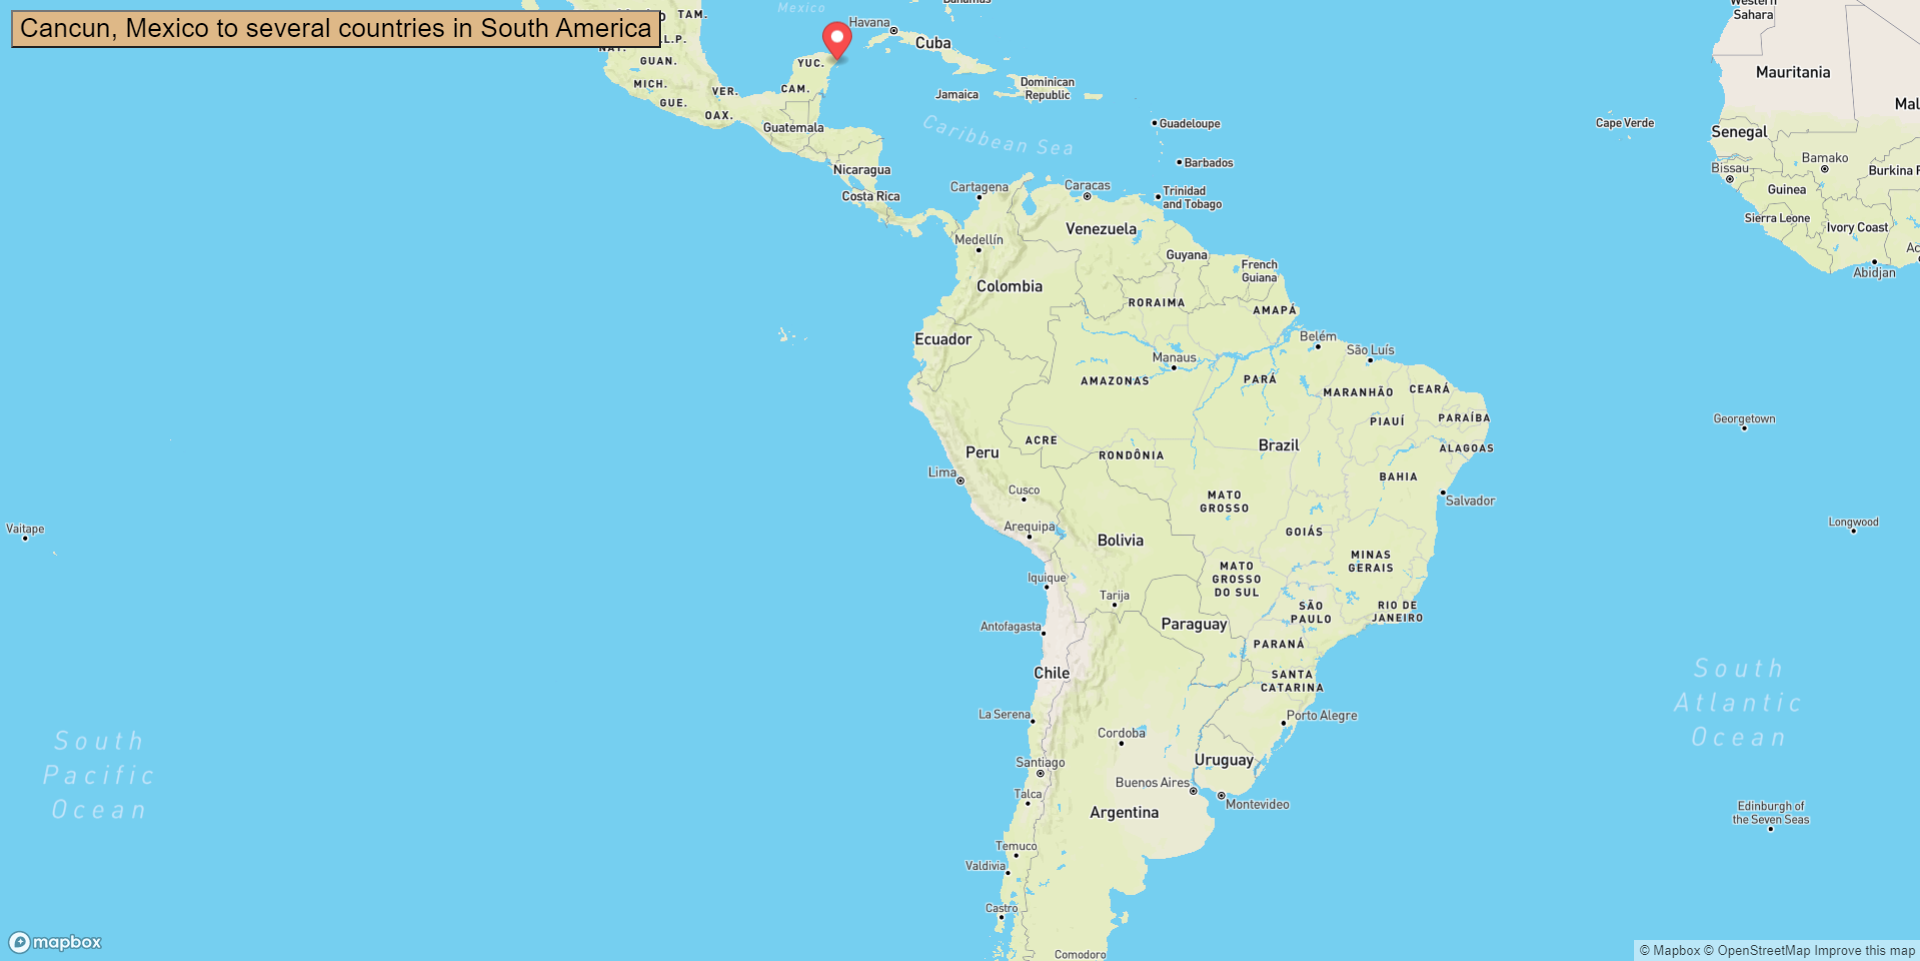 Cancun, Mexico to several countries in South America
Mexico
Havana
Cuba
TAM.
GUAN.
MICH.
GUE.
VER.
OAX.
YUC.
CAM.
Guatemala
Nicaragua
Costa Rica
Jamaica
Dominican
Republic
Caribbean Sea
Guadeloupe
Barbados
Trinidad
and Tobago
Cartagena
Caracas
Medellín
Venezuela
Guyana
French
Guiana
Colombia
RORAIMA
AMAPÁ
Ecuador
Belém
São Luís
Manaus
AMAZONAS
PARÁ
MARANHÃO
CEARÁ
PIAUÍ
PARAÍBA
ALAGOAS
ACRE
RONDÔNIA
Brazil
Peru
Lima
BAHIA
Cusco
MATO
GROSSO
Salvador
Arequipa
Bolivia
GOIÁS
MINAS
GERAIS
Iquique
MATO
GROSSO
DO SUL
Tarija
SÃO
PAULO
RIO DE
JANEIRO
Antofagasta
Paraguay
PARANÁ
Chile
SANTA
CATARINA
La Serena
Porto Alegre
Cordoba
Santiago
Uruguay
Buenos Aires
Talca
Montevideo
Argentina
Temuco
Valdivia
Castro
Comodoro
Western
Sahara
Mauritania
Cape Verde
Senegal
Bamako
Bissau
Guinea
Sierra Leone
Ivory Coast
Abidjan
Georgetown
Longwood
Vaitape
South
Pacific
Ocean
South
Atlantic
Ocean
Edinburgh of
the Seven Seas
mapbox
© Mapbox © OpenStreetMap Improve this map